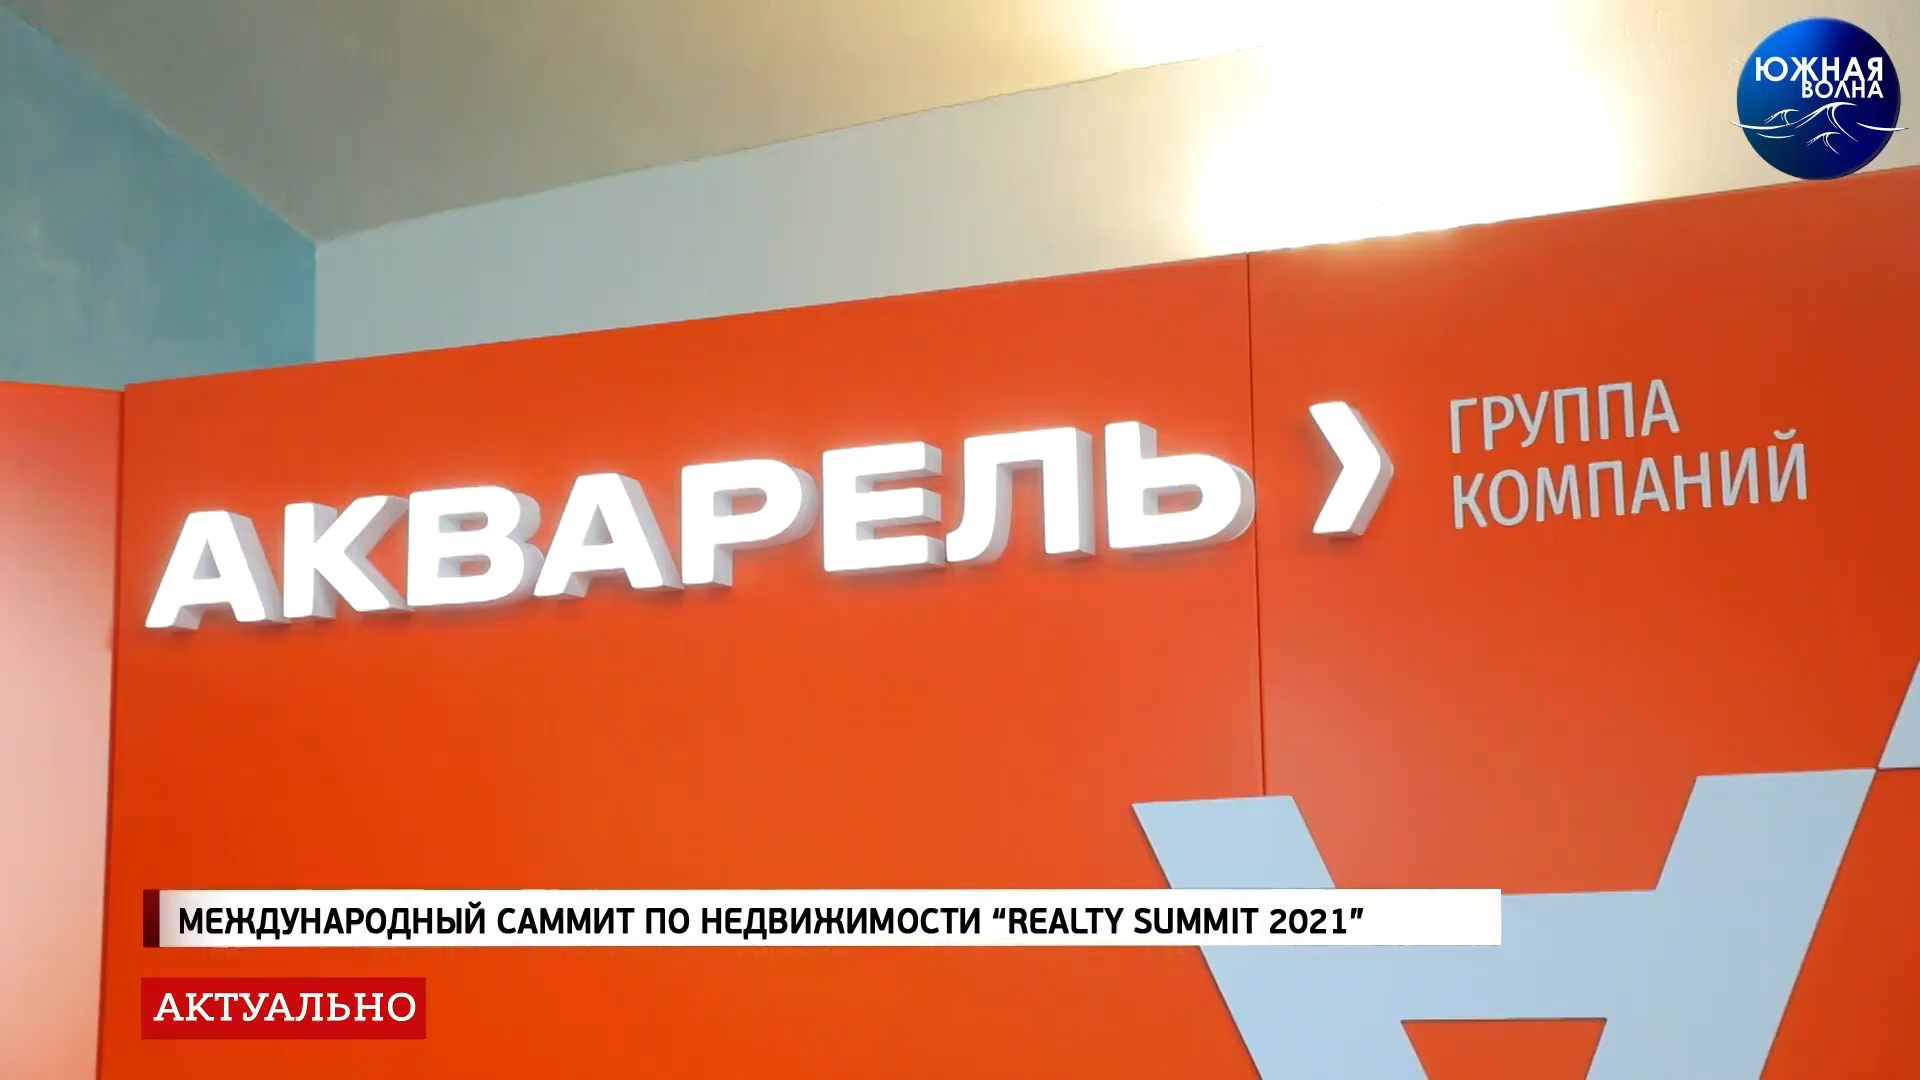 ЮЖНАЯ
ВОЛНА
АКВАРЕЛЬ
ГРУППА
КОМПАНИЙ
МЕЖДУНАРОДНЫЙ САММИТ ПО НЕДВИЖИМОСТИ “REALTY SUMMIT 2021”
АКТУАЛЬНО